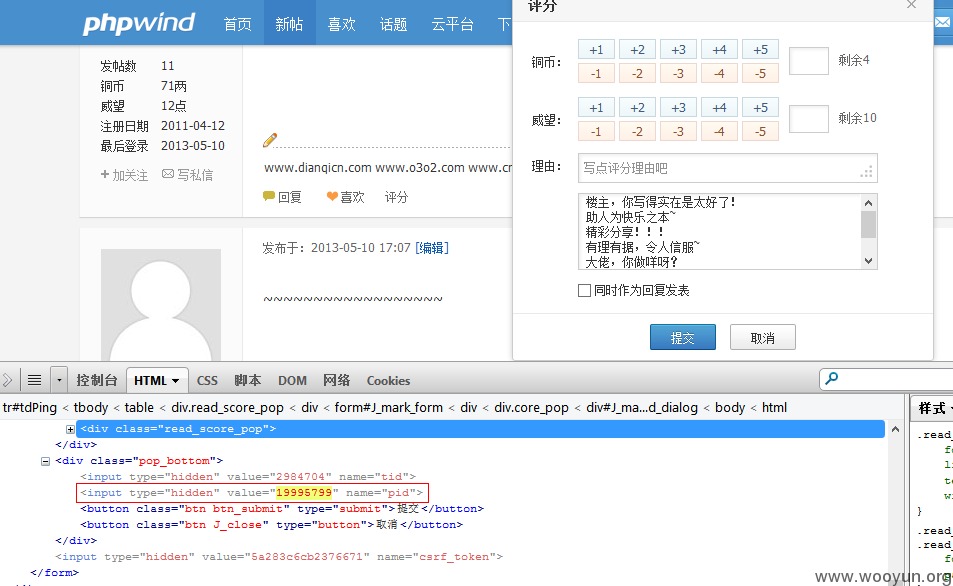 phpwind 首页 新帖 喜欢 话题 云平台 下
发帖数 11
铜币 71两
威望 12点
注册日期 2011-04-12
最后登录 2013-05-10
+ 加关注 写私信
www.dianqicn.com www.o3o2.com www.cr
回复 喜欢 评分
发布于: 2013-05-10 17:07 [编辑]
~~~~~~~~~~~~~~~~~~
评分
铜币: +1 +2 +3 +4 +5 剩余4
-1 -2 -3 -4 -5
威望: +1 +2 +3 +4 +5 剩余10
-1 -2 -3 -4 -5
理由: 写点评分理由吧
楼主，你写得实在是太好了!
助人为快乐之本~
精彩分享!!!
有理有据，令人信服~
大佬，你做咩呀?
同时作为回复发表
提交 取消
控制台 HTML CSS 脚本 DOM 网络 Cookies
tr#tdPing < tbody < table < div.read_score_pop < div < form#J_mark_form < div < div.core_pop < div#J_ma...d_dialog < body < html
<div class="read_score_pop">
</div>
<div class="pop_bottom">
<input type="hidden" value="2984704" name="tid">
<input type="hidden" value="19995799" name="pid">
<button class="btn btn_submit" type="submit">提交</button>
<button class="btn J_close" type="button">取消</button>
</div>
<input type="hidden" value="5a283c6cb2376671" name="csrf_token">
</form>
样式
.read_
fo
li
te
wi
}
.read_
.read_
fo
www.wooyun.org